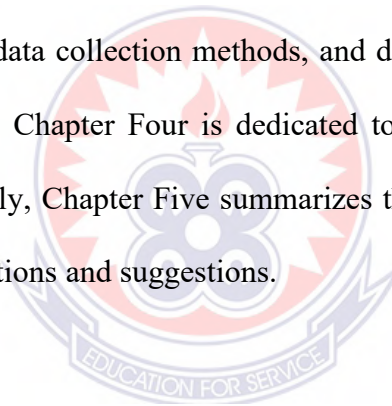 data collection methods, and d
Chapter Four is dedicated to
ly, Chapter Five summarizes t
tions and suggestions.
EDUCATION FOR SERVICE